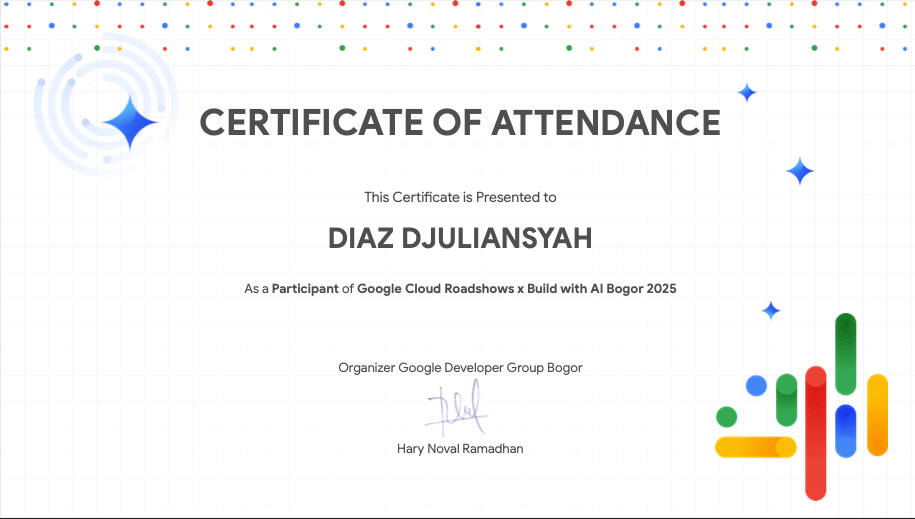 CERTIFICATE OF ATTENDANCE
This Certificate is Presented to
DIAZ DJULIANSYAH
As a Participant of Google Cloud Roadshows x Build with AI Bogor 2025
Organizer Google Developer Group Bogor
Hary Noval Ramadhan